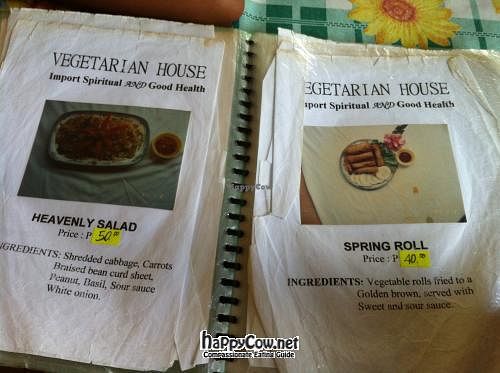 VEGETARIAN HOUSE
Import Spiritual AND Good Health
HEAVENLY SALAD
Price : P 50.00
INGREDIENTS: Shredded cabbage, Carrots
Braised bean curd sheet,
Peanut, Basil, Sour sauce
White onion.
EGETARIAN HOUSE
mport Spiritual AND Good Health
SPRING ROLL
Price : P 40.00
INGREDIENTS: Vegetable rolls fried to a
Golden brown, served with
Sweet and sour sauce.
HappyCow
haPPyCow.net
Compassionate Eating Guide